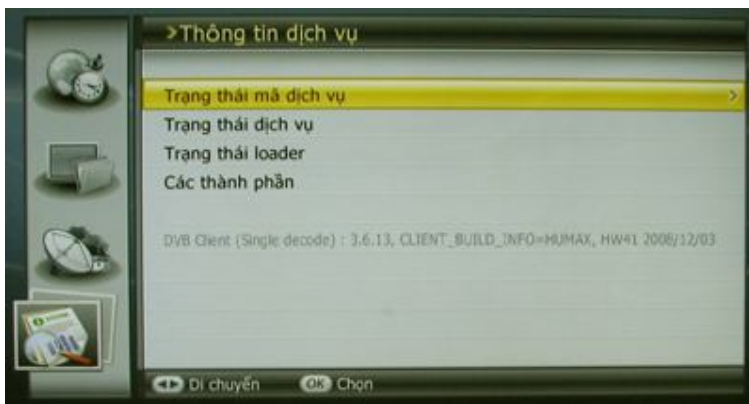 >Thông tin dịch vụ
Trạng thái mã dịch vụ >
Trạng thái dịch vụ
Trạng thái loader
Các thành phần
DVB Client (Single decode) : 3.6.13, CLIENT_BUILD_INFO=HUMAX, HW41 2008/12/03
Di chuyển OK Chọn